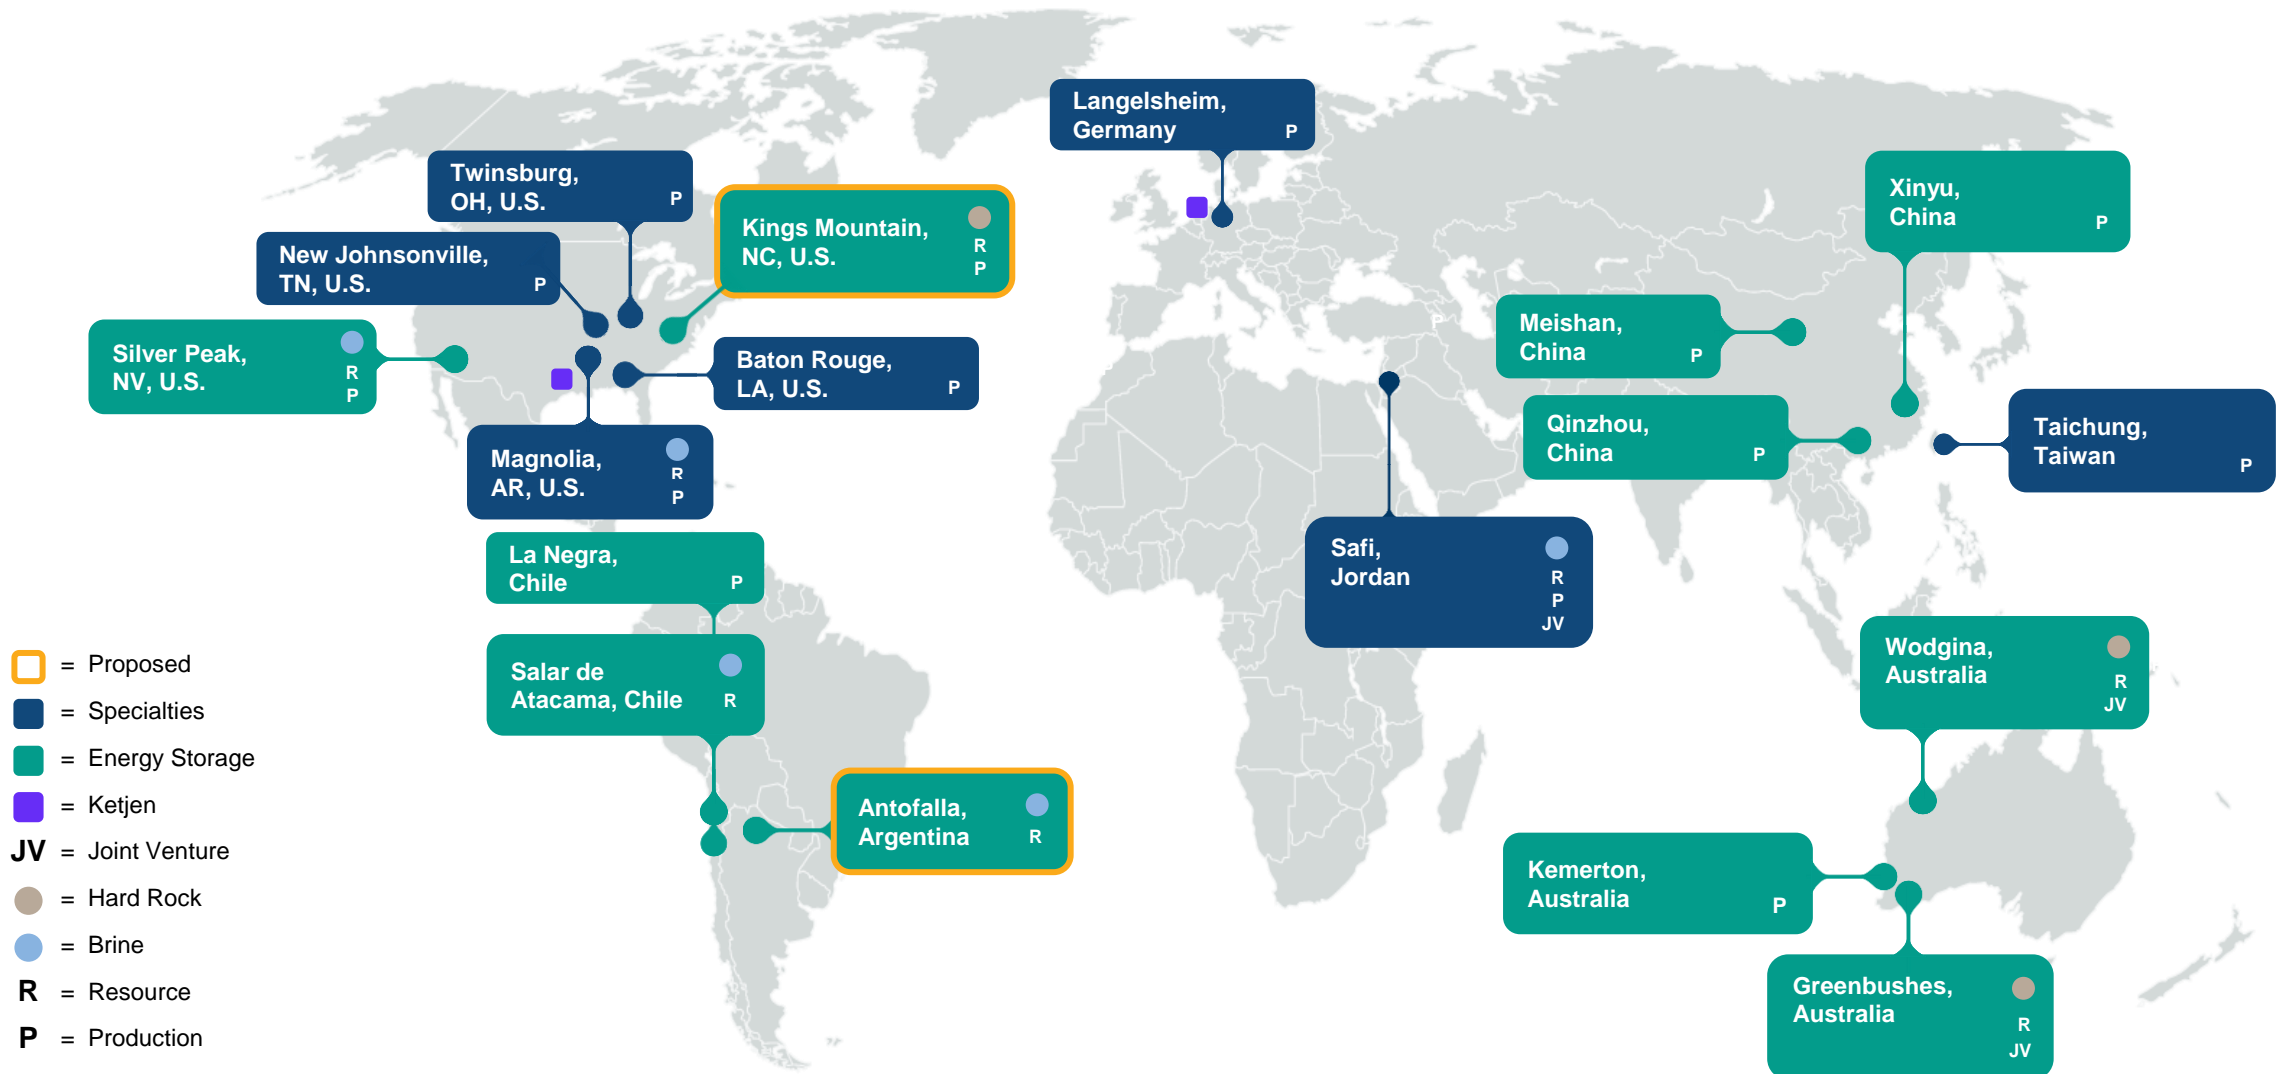 Langelsheim,
Germany P
Twinsburg,
OH, U.S. P
Xinyu,
China P
Kings Mountain,
NC, U.S.
R
P
New Johnsonville,
TN, U.S. P
Silver Peak,
NV, U.S.
R
P
Meishan,
China P
P
Baton Rouge,
LA, U.S. P
Qinzhou,
China P
Taichung,
Taiwan P
Magnolia,
AR, U.S.
R
P
La Negra,
Chile P
Safi,
Jordan
R
P
JV
Salar de
Atacama, Chile R
Wodgina,
Australia
R
JV
Antofalla,
Argentina R
Kemerton,
Australia P
Greenbushes,
Australia
R
JV
= Proposed
= Specialties
= Energy Storage
= Ketjen
JV = Joint Venture
= Hard Rock
= Brine
R = Resource
P = Production